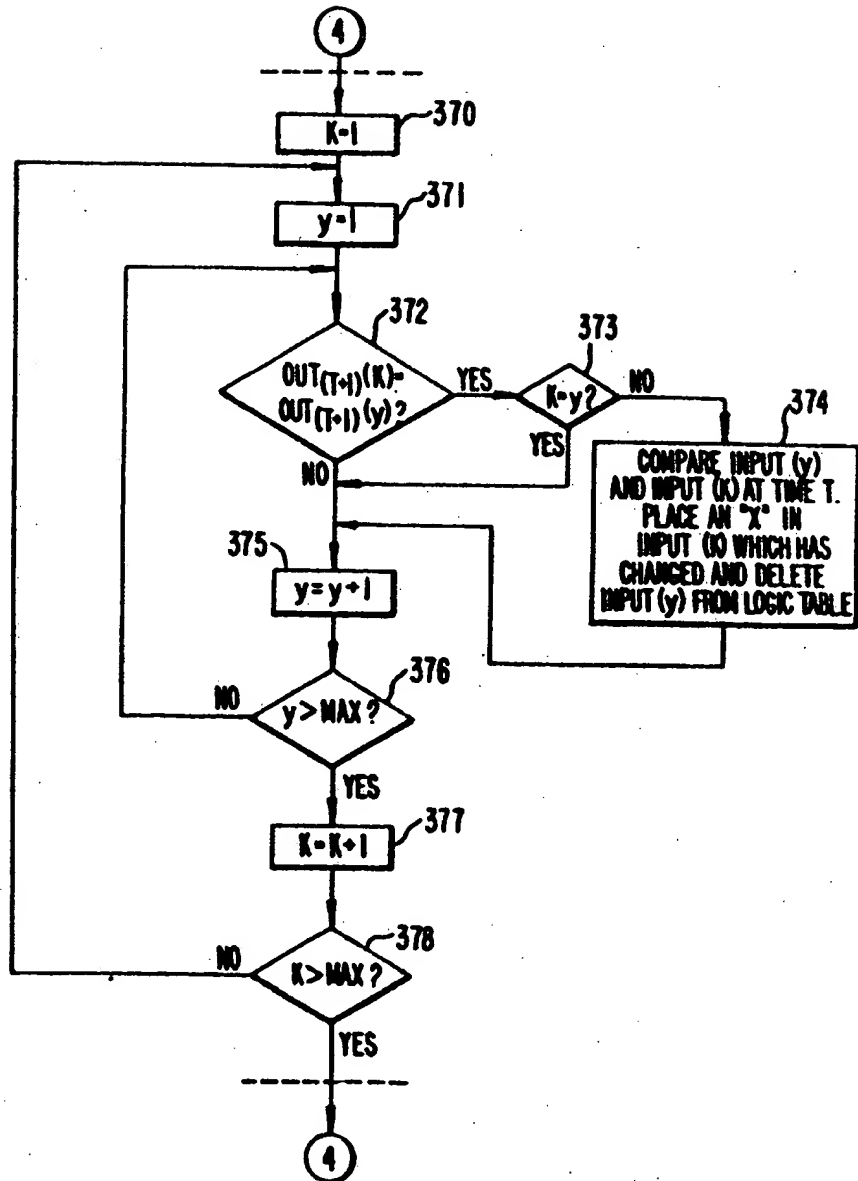 4
370
K=1
371
y=1
372
OUT(T+1)(K)=
OUT(T+1)(y)?
YES
NO
373
K=y?
NO
YES
374
COMPARE INPUT (y)
AND INPUT (K) AT TIME T.
PLACE AN "X" IN
INPUT (K) WHICH HAS
CHANGED AND DELETE
INPUT (y) FROM LOGIC TABLE
375
y=y+1
376
NO
y>MAX?
YES
377
K=K+1
378
NO
K>MAX?
YES
4